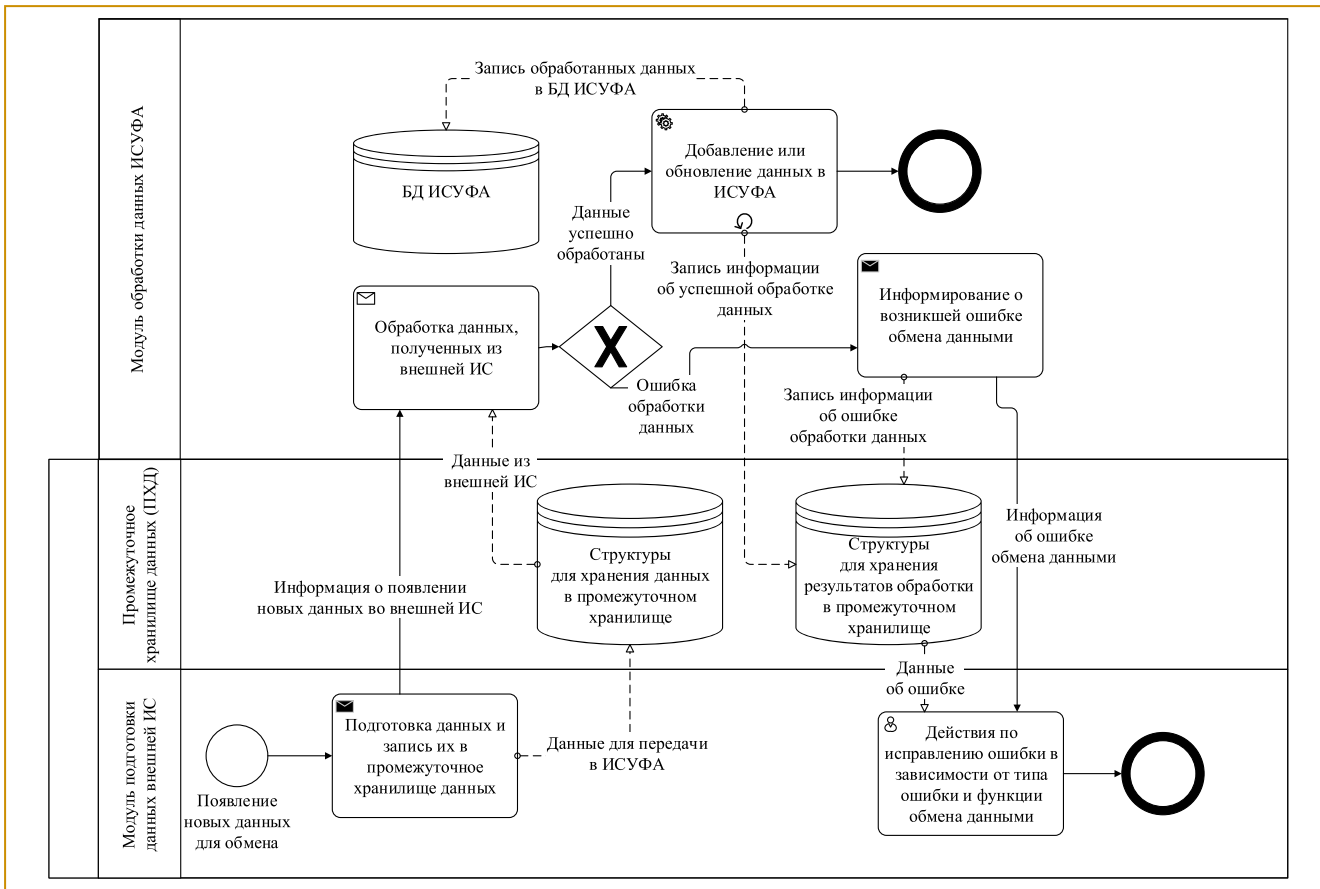 Модуль обработки данных ИСУФА
Запись обработанных данных
в БД ИСУФА
БД ИСУФА
Добавление или
обновление данных в
ИСУФА
Данные
успешно
обработаны
Запись информации
об успешной обработке
данных
Обработка данных,
полученных из
внешней ИС
X
Информирование о
возникшей ошибке
обмена данными
Ошибка
обработки
данных
Запись информации
об ошибке
обработки данных
Промежуточное
хранилище данных (ПХД)
Данные из
внешней ИС
Информация о появлении
новых данных во внешней ИС
Структуры
для хранения данных
в промежуточном
хранилище
Структуры
для хранения
результатов обработки
в промежуточном
хранилище
Информация
об ошибке
обмена данными
Модуль подготовки
данных внешней ИС
Появление
новых данных
для обмена
Подготовка данных и
запись их в
промежуточное
хранилище данных
Данные для передачи
в ИСУФА
Данные
об ошибке
Действия по
исправлению ошибки в
зависимости от типа
ошибки и функции
обмена данными